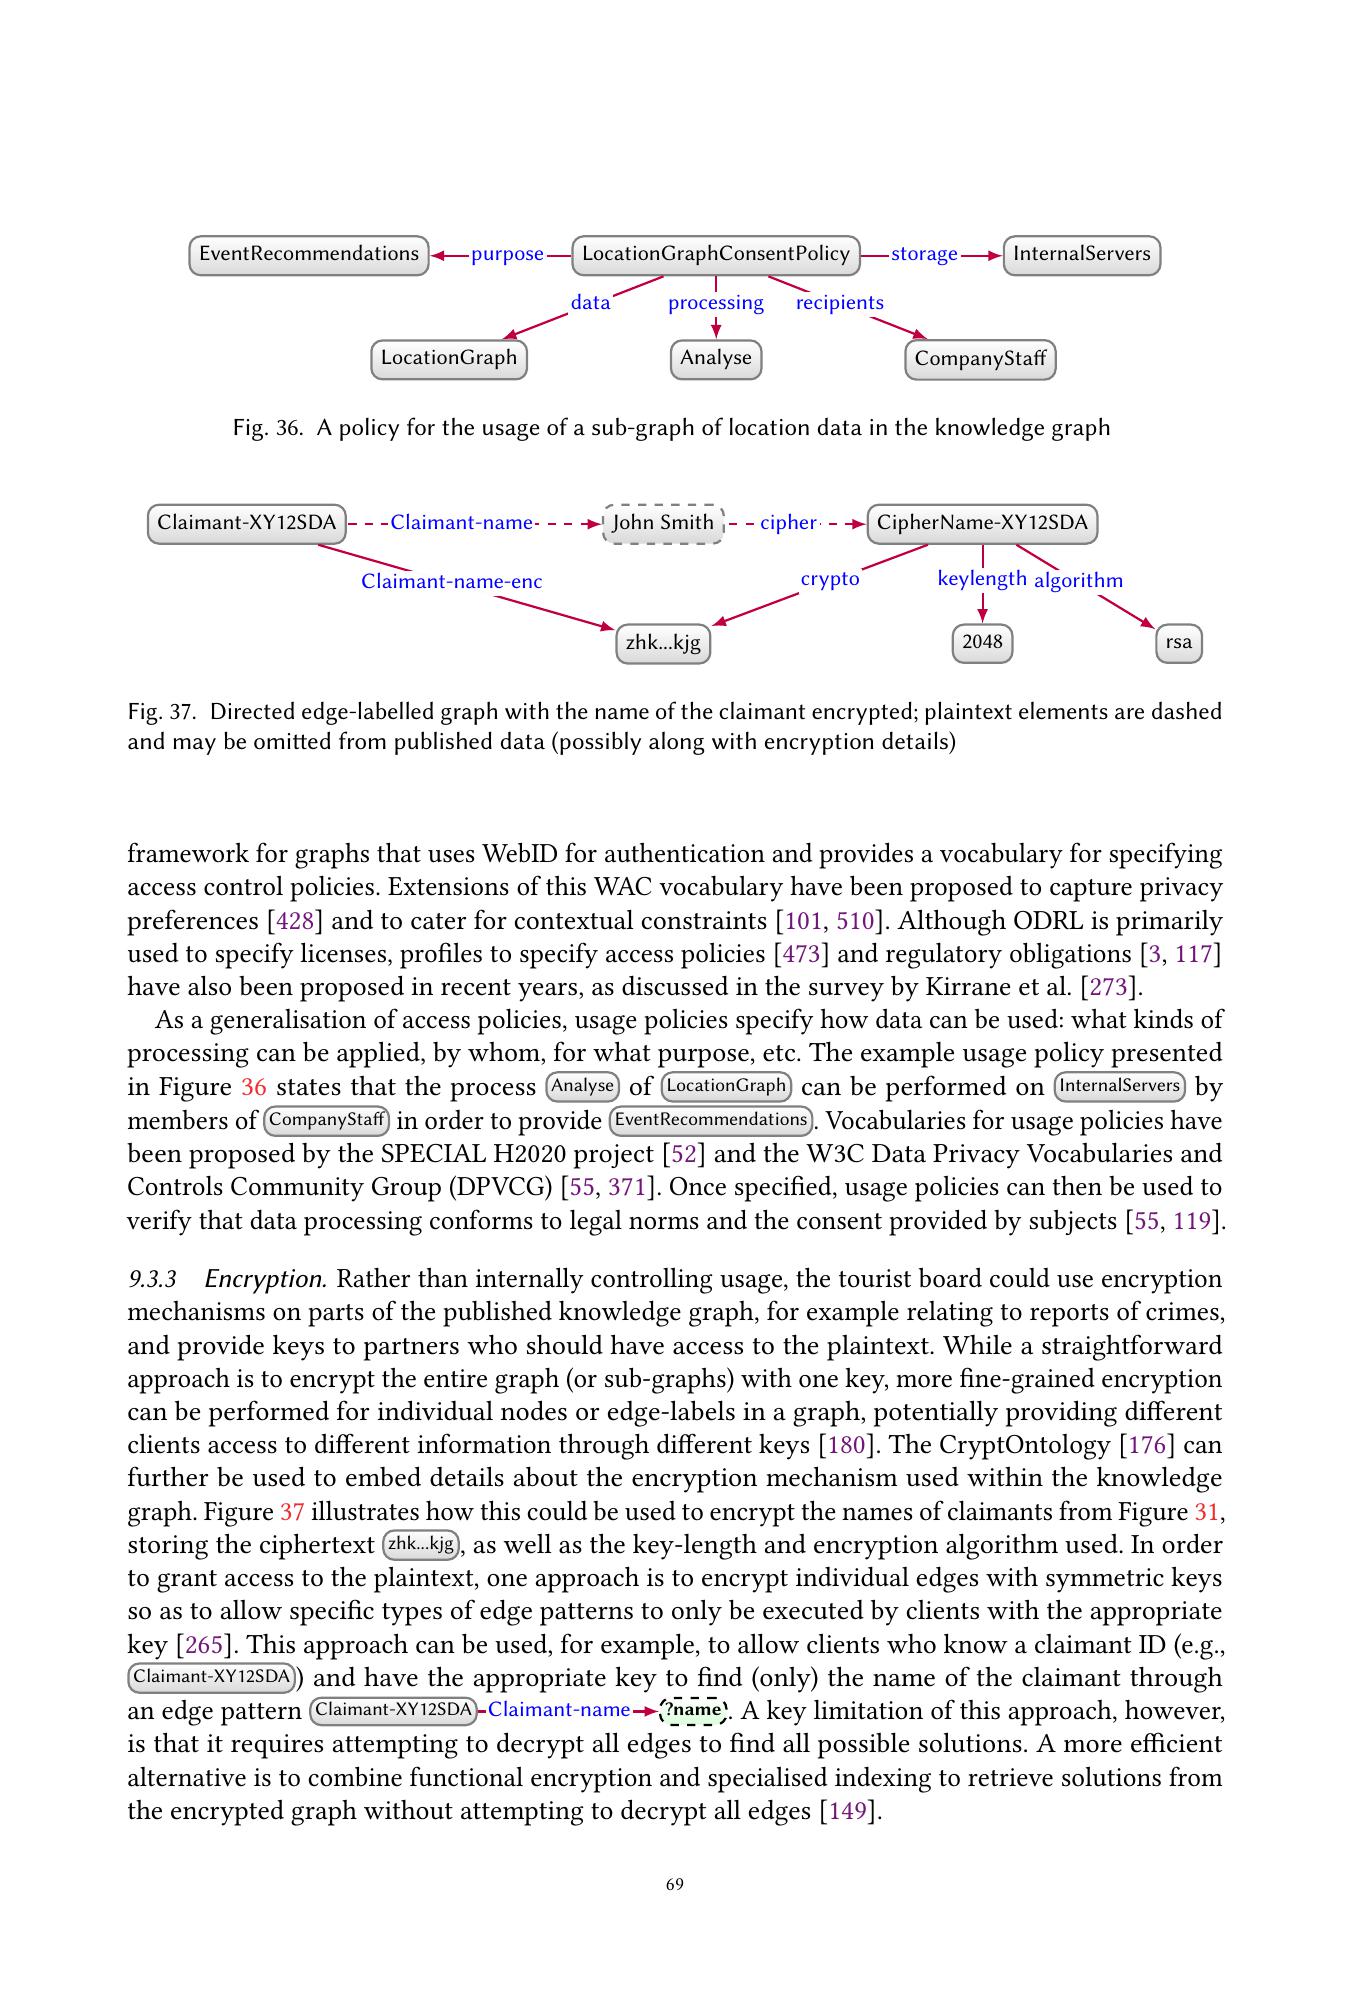 EventRecommendations purpose LocationGraphConsentPolicy storage InternalServers
data processing recipients
LocationGraph Analyse CompanyStaff
Fig. 36. A policy for the usage of a sub-graph of location data in the knowledge graph
Claimant-XY12SDA Claimant-name John Smith cipher CipherName-XY12SDA
Claimant-name-enc crypto keylength algorithm
zhk...kjg 2048 rsa
Fig. 37. Directed edge-labelled graph with the name of the claimant encrypted; plaintext elements are dashed
and may be omitted from published data (possibly along with encryption details)
framework for graphs that uses WebID for authentication and provides a vocabulary for specifying
access control policies. Extensions of this WAC vocabulary have been proposed to capture privacy
preferences [428] and to cater for contextual constraints [101, 510]. Although ODRL is primarily
used to specify licenses, profiles to specify access policies [473] and regulatory obligations [3, 117]
have also been proposed in recent years, as discussed in the survey by Kirrane et al. [273].
As a generalisation of access policies, usage policies specify how data can be used: what kinds of
processing can be applied, by whom, for what purpose, etc. The example usage policy presented
in Figure 36 states that the process Analyse of LocationGraph can be performed on InternalServers by
members of CompanyStaff in order to provide EventRecommendations. Vocabularies for usage policies have
been proposed by the SPECIAL H2020 project [52] and the W3C Data Privacy Vocabularies and
Controls Community Group (DPVCG) [55, 371]. Once specified, usage policies can then be used to
verify that data processing conforms to legal norms and the consent provided by subjects [55, 119].
9.3.3 Encryption. Rather than internally controlling usage, the tourist board could use encryption
mechanisms on parts of the published knowledge graph, for example relating to reports of crimes,
and provide keys to partners who should have access to the plaintext. While a straightforward
approach is to encrypt the entire graph (or sub-graphs) with one key, more fine-grained encryption
can be performed for individual nodes or edge-labels in a graph, potentially providing different
clients access to different information through different keys [180]. The CryptOntology [176] can
further be used to embed details about the encryption mechanism used within the knowledge
graph. Figure 37 illustrates how this could be used to encrypt the names of claimants from Figure 31,
storing the ciphertext zhk...kjg, as well as the key-length and encryption algorithm used. In order
to grant access to the plaintext, one approach is to encrypt individual edges with symmetric keys
so as to allow specific types of edge patterns to only be executed by clients with the appropriate
key [265]. This approach can be used, for example, to allow clients who know a claimant ID (e.g.,
Claimant-XY12SDA) and have the appropriate key to find (only) the name of the claimant through
an edge pattern Claimant-XY12SDA Claimant-name ?name. A key limitation of this approach, however,
is that it requires attempting to decrypt all edges to find all possible solutions. A more efficient
alternative is to combine functional encryption and specialised indexing to retrieve solutions from
the encrypted graph without attempting to decrypt all edges [149].
69